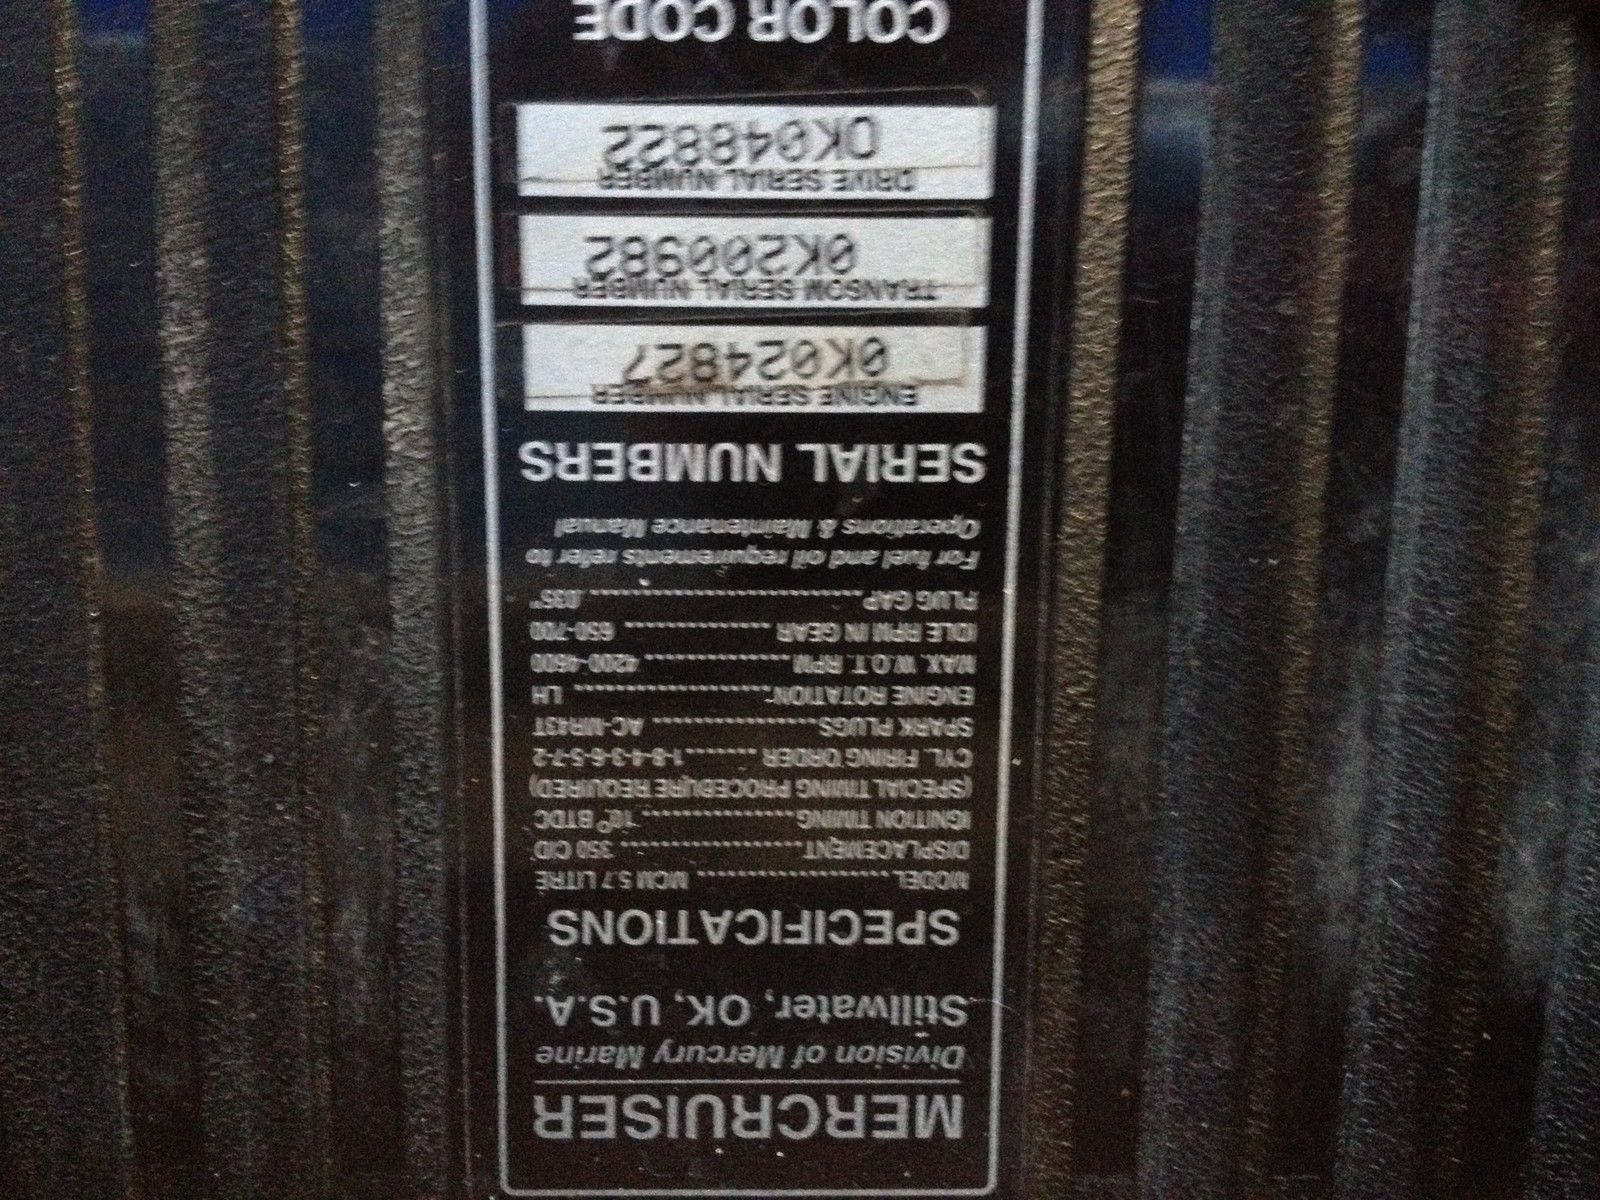 MERCRUISER
Division of Mercury Marine
Stillwater, OK, U.S.A.
SPECIFICATIONS
MODEL.................... MCM 5.7 LITRE
DISPLACEMENT.................. 350 CID
IGNITION TIMING................ 10° BTDC
(SPECIAL TIMING PROCEDURE REQUIRED)
CYL. FIRING ORDER ........1-8-4-3-6-5-7-2
SPARK PLUGS................. AC-MR43T
ENGINE ROTATION.................... LH
MAX. W.O.T. RPM............... 4200-4600
IDLE RPM IN GEAR ............... 650-700
PLUG GAP........................... .035"
For fuel and oil requirements refer to
Operations & Maintenance Manual
SERIAL NUMBERS
ENGINE SERIAL NUMBER
0K024827
TRANSOM SERIAL NUMBER
0K200982
DRIVE SERIAL NUMBER
OK048822
COLOR CODE